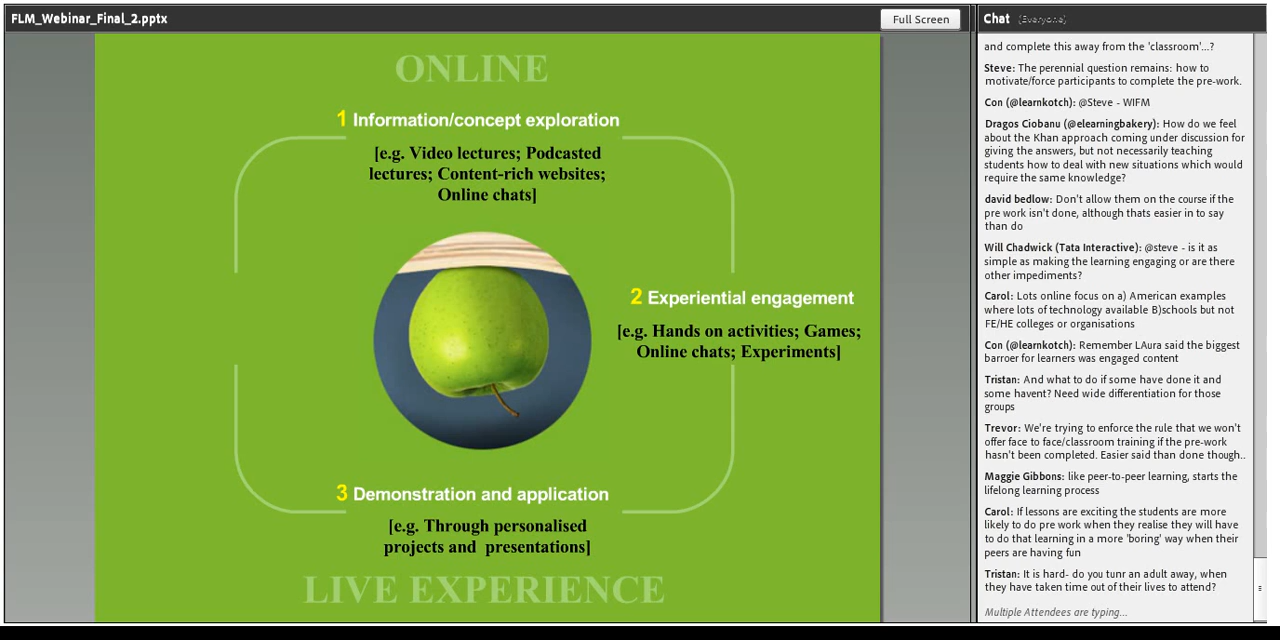 FLM_Webinar_Final_2.pptx
Full Screen
ONLINE
1 Information/concept exploration
[e.g. Video lectures; Podcasted
lectures; Content-rich websites;
Online chats]
2 Experiential engagement
[e.g. Hands on activities; Games;
Online chats; Experiments]
3 Demonstration and application
[e.g. Through personalised
projects and presentations]
LIVE EXPERIENCE
Chat (Everyone)
and complete this away from the 'classroom'...?
Steve: The perennial question remains: how to
motivate/force participants to complete the pre-work.
Con (@learnkotch): @Steve - WIFM
Dragos Ciobanu (@elearningbakery): How do we feel
about the Khan approach coming under discussion for
giving the answers, but not necessarily teaching
students how to deal with new situations which would
require the same knowledge?
david bedlow: Don't allow them on the course if the
pre work isn't done, although thats easier in to say
than do
Will Chadwick (Tata Interactive): @steve - is it as
simple as making the learning engaging or are there
other impediments?
Carol: Lots online focus on a) American examples
where lots of technology available B)schools but not
FE/HE colleges or organisations
Con (@learnkotch): Remember LAura said the biggest
barroer for learners was engaged content
Tristan: And what to do if some have done it and
some havent? Need wide differentiation for those
groups
Trevor: We're trying to enforce the rule that we won't
offer face to face/classroom training if the pre-work
hasn't been completed. Easier said than done though..
Maggie Gibbons: like peer-to-peer learning, starts the
lifelong learning process
Carol: If lessons are exciting the students are more
likely to do pre work when they realise they will have
to do that learning in a more 'boring' way when their
peers are having fun
Tristan: It is hard- do you tunr an adult away, when
they have taken time out of their lives to attend?
Multiple Attendees are typing...